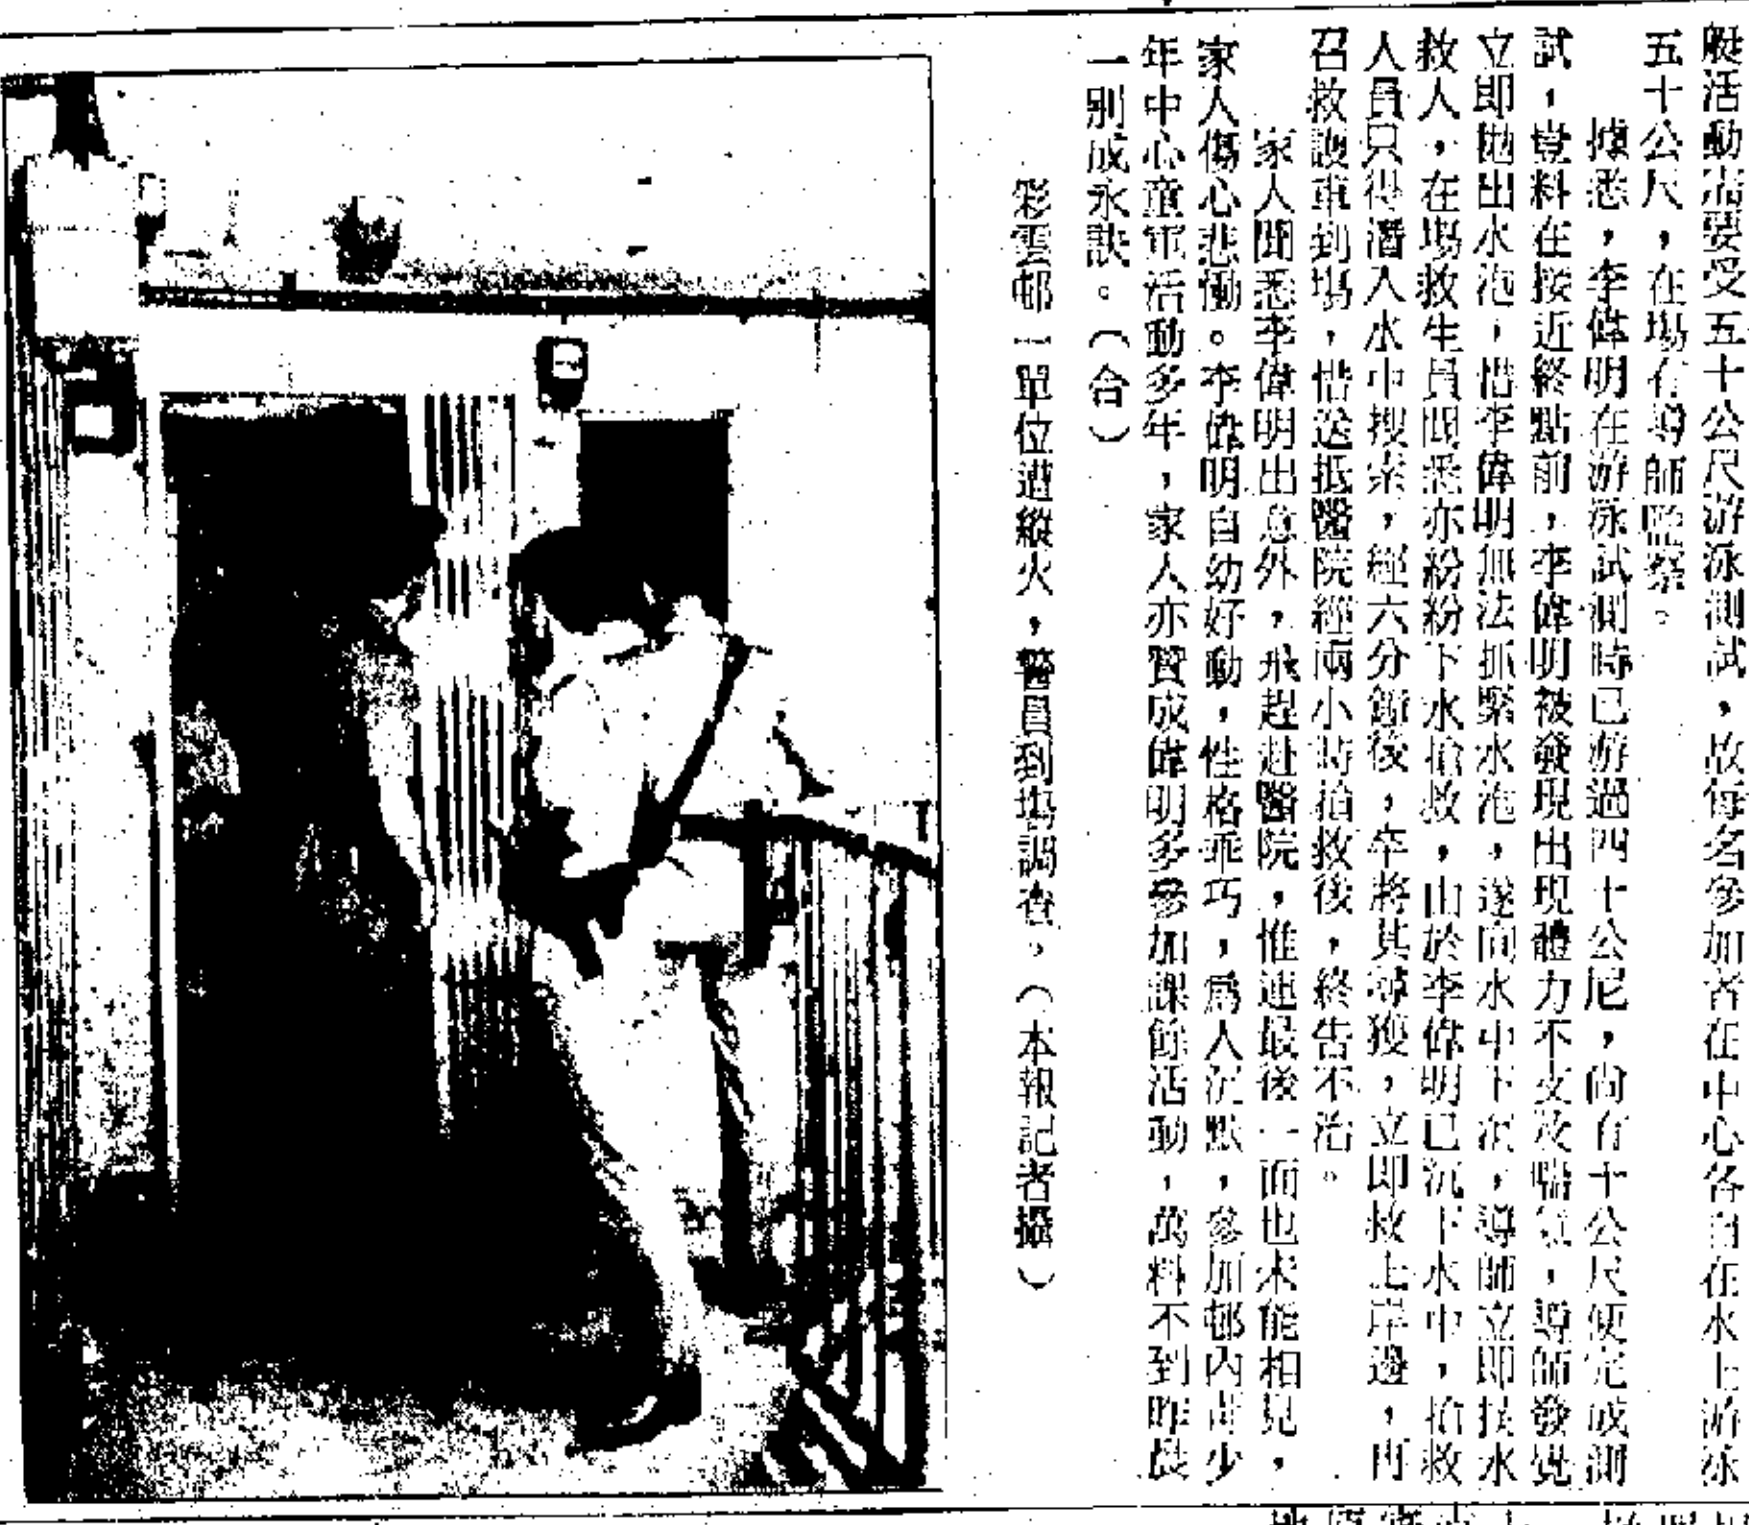 艇活動需要受五十公尺游泳測試，故每名參加者在中心各自在水上游泳
五十公尺，在場有導師監察。
據悉，李偉明在游泳試測時已游過四十公尼，尚有十公尺便完成測
試，豈料在接近終點前，李偉明被發現出現體力不支及喘氣，導師發覺
立即拋出水泡，惜李偉明無法抓緊水泡，遂向水中下沉，導師立即技水
救人，在場救生員聞悉亦紛紛下水搶救，由於李偉明已沉下水中，搶救
人員只得潛入水中搜索，經六分鐘後，卒將其尋獲，立即救上岸邊，再
召救護車到場，惜送抵醫院經兩小時搶救後，終告不治。
家人聞悉李偉明出意外，飛趕赴醫院，惟連最後一面也未能相見，
家人傷心悲慟。李偉明自幼好動，性格乖巧，爲人沉默，參加邨內青少
年中心童軍活動多年，家人亦贊成偉明多參加課餘活動，萬料不到昨晨
一別成永訣。（合）
彩雲邨一單位遭縱火，警員到場調查。（本報記者攝）